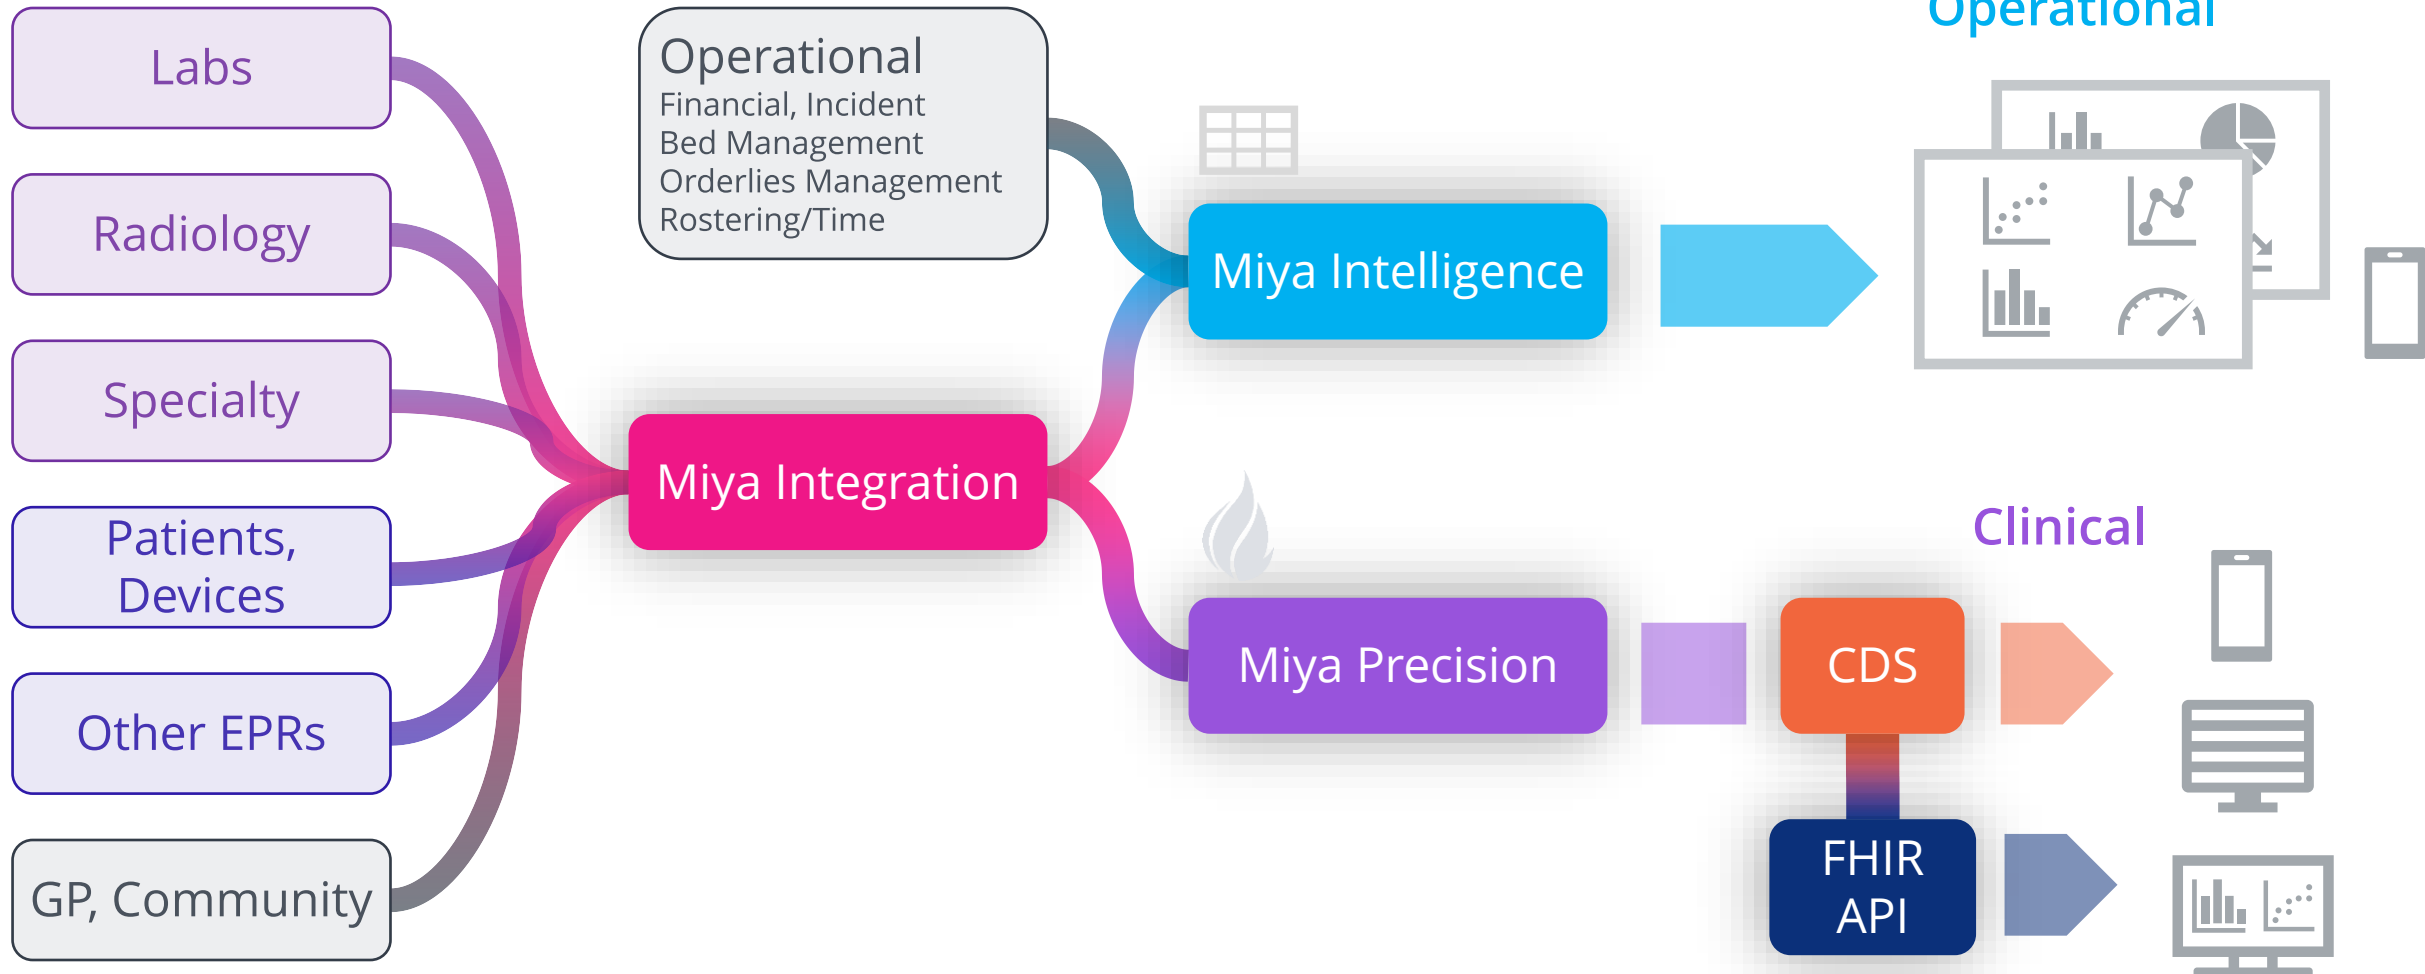 Labs
Radiology
Specialty
Patients,
Devices
Other EPRs
GP, Community
Operational
Financial, Incident
Bed Management
Orderlies Management
Rostering/Time
Miya Integration
Miya Intelligence
Miya Precision
Operational
Clinical
CDS
FHIR
API